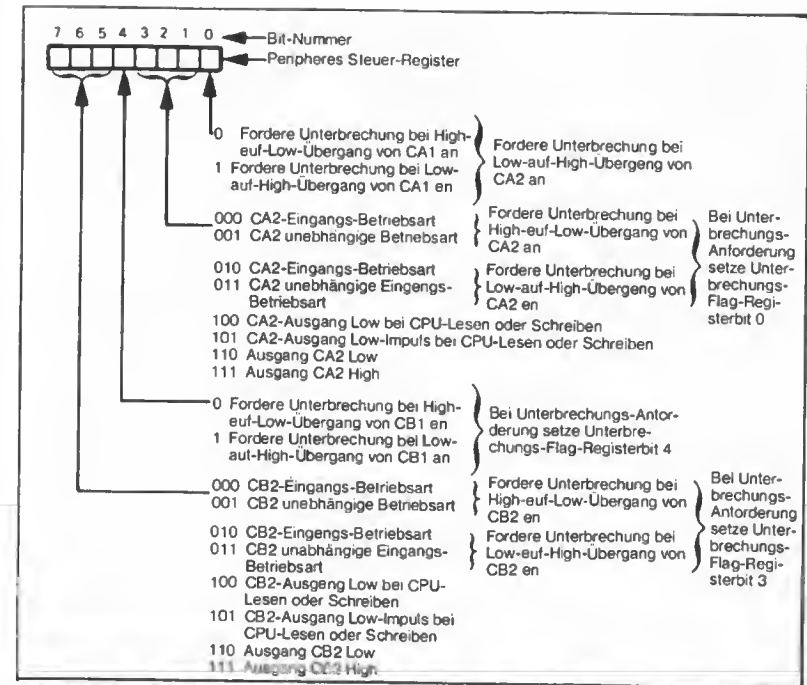 7 6 5 4 3 2 1 0
Bit-Nummer
Peripheres Steuer-Register
0 Fordere Unterbrechung bei High-
euf-Low-Übergang von CA1 an
1 Fordere Unterbrechung bei Low-
auf-High-Übergang von CA1 en
Fordere Unterbrechung bei
Low-auf-High-Übergeng von
CA2 an
000 CA2-Eingangs-Betriebsart
001 CA2 unebhängige Betriebsart
Fordere Unterbrechung bei
High-euf-Low-Übergang von
CA2 an
010 CA2-Eingangs-Betriebsart
011 CA2 unebhängige Eingengs-
Betriebsart
Fordere Unterbrechung bei
Low-auf-High-Übergeng von
CA2 en
Bei Unter-
brechungs-
Anforderung
setze Unter-
brechungs-
Flag-Regi-
sterbit 0
100 CA2-Ausgang Low bei CPU-Lesen oder Schreiben
101 CA2-Ausgang Low-Impuls bei CPU-Lesen oder Schreiben
110 Ausgang CA2 Low
111 Ausgang CA2 High
0 Fordere Unterbrechung bei High-
euf-Low-Übergang von CB1 en
1 Fordere Unterbrechung bei Low-
aut-High-Übergang von CB1 an
Bei Unterbrechungs-Antor-
derung setze Unterbre-
chungs-Flag-Registerbit 4
000 CB2-Eingangs-Betriebsart
001 CB2 unebhängige Betriebsart
Fordere Unterbrechung bei
High-euf-Low-Übergang von
CB2 en
010 CB2-Eingengs-Betriebsart
011 CB2 unabhängige Eingangs-
Betriebsart
Fordere Unterbrechung bei
Low-euf-High-Übergang von
CB2 en
Bei Unter-
brechungs-
Antorderung
setze Unter-
brechungs-
Flag-Regi-
sterbit 3
100 CB2-Ausgeng Low bei CPU-
Lesen oder Schreiben
101 CB2-Ausgang Low-Impuls bei
CPU-Lesen oder Schreiben
110 Ausgang CB2 Low
111 Ausgang CB2 High